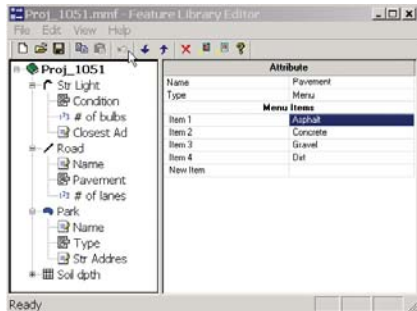 Proj_1051.mmf - Feature Library Editor
File Edit View Help
Proj_1051
Str Light
Condition
# of bulbs
Closest Ad
Road
Name
Pavement
# of lanes
Park
Name
Type
Str Addres
Soil dpth
Attribute
Name Pavement
Type Menu
Menu Items
Item 1 Asphalt
Item 2 Concrete
Item 3 Gravel
Item 4 Dirt
New Item
Ready